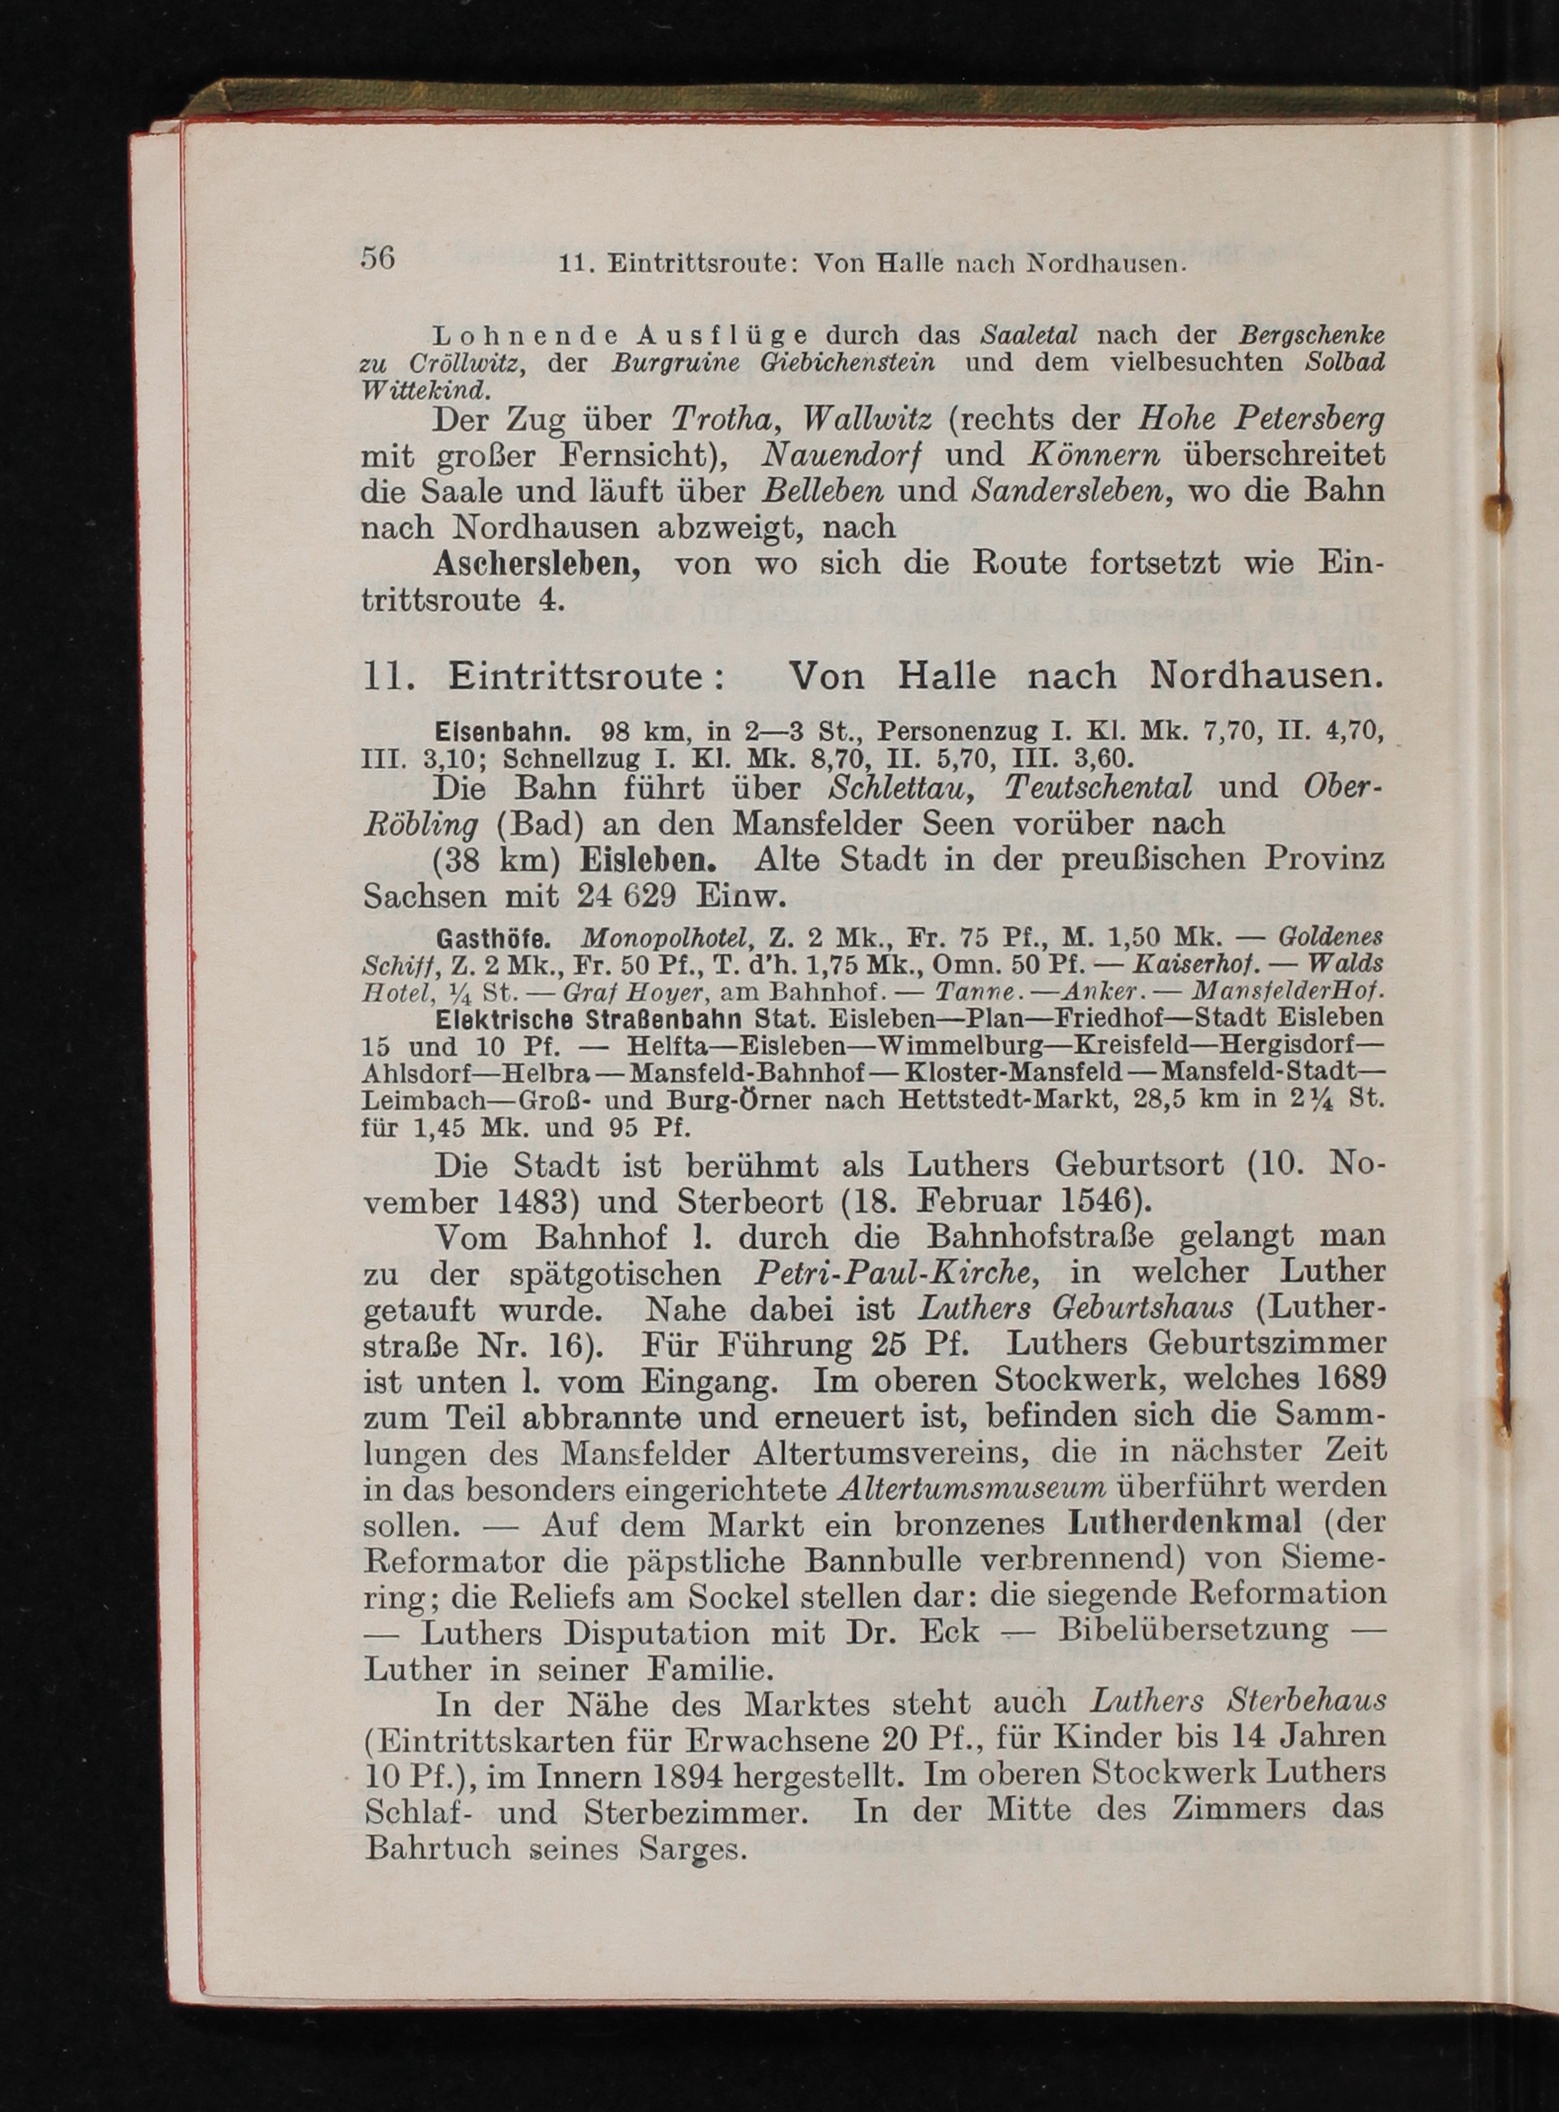 56
11. Eintrittsroute: Von Halle nach Nordhausen.
Lohnende Ausflüge durch das Saaletal nach der Bergschenke
zu Cröllwitz, der Burgruine Giebichenstein und dem vielbesuchten Solbad
Wittekind.
Der Zug über Trotha, Wallwitz (rechts der Hohe Petersberg
mit großer Fernsicht), Nauendorf und Könnern überschreitet
die Saale und läuft über Belleben und Sandersleben, wo die Bahn
nach Nordhausen abzweigt, nach
Aschersleben, von wo sich die Route fortsetzt wie Ein-
trittsroute 4.
11. Eintrittsroute: Von Halle nach Nordhausen.
Eisenbahn. 98 km, in 2—3 St., Personenzug I. Kl. Mk. 7,70, II. 4,70,
III. 3,10; Schnellzug I. Kl. Mk. 8,70, II. 5,70, III. 3,60.
Die Bahn führt über Schlettau, Teutschental und Ober-
Röbling (Bad) an den Mansfelder Seen vorüber nach
(38 km) Eisleben. Alte Stadt in der preußischen Provinz
Sachsen mit 24 629 Einw.
Gasthöfe. Monopolhotel, Z. 2 Mk., Fr. 75 Pf., M. 1,50 Mk. — Goldenes
Schiff, Z. 2 Mk., Fr. 50 Pf., T. d'h. 1,75 Mk., Omn. 50 Pf. — Kaiserhof. — Walds
Hotel, ¼ St. — Graf Hoyer, am Bahnhof. — Tanne. — Anker. — MansfelderHof.
Elektrische Straßenbahn Stat. Eisleben—Plan—Friedhof—Stadt Eisleben
15 und 10 Pf. — Helfta—Eisleben—Wimmelburg—Kreisfeld—Hergisdorf—
Ahlsdorf—Helbra—Mansfeld-Bahnhof—Kloster-Mansfeld—Mansfeld-Stadt—
Leimbach—Groß- und Burg-Örner nach Hettstedt-Markt, 28,5 km in 2¼ St.
für 1,45 Mk. und 95 Pf.
Die Stadt ist berühmt als Luthers Geburtsort (10. No-
vember 1483) und Sterbeort (18. Februar 1546).
Vom Bahnhof l. durch die Bahnhofstraße gelangt man
zu der spätgotischen Petri-Paul-Kirche, in welcher Luther
getauft wurde. Nahe dabei ist Luthers Geburtshaus (Luther-
straße Nr. 16). Für Führung 25 Pf. Luthers Geburtszimmer
ist unten l. vom Eingang. Im oberen Stockwerk, welches 1689
zum Teil abbrannte und erneuert ist, befinden sich die Samm-
lungen des Mansfelder Altertumsvereins, die in nächster Zeit
in das besonders eingerichtete Altertumsmuseum überführt werden
sollen. — Auf dem Markt ein bronzenes Lutherdenkmal (der
Reformator die päpstliche Bannbulle verbrennend) von Sieme-
ring; die Reliefs am Sockel stellen dar: die siegende Reformation
— Luthers Disputation mit Dr. Eck — Bibelübersetzung —
Luther in seiner Familie.
In der Nähe des Marktes steht auch Luthers Sterbehaus
(Eintrittskarten für Erwachsene 20 Pf., für Kinder bis 14 Jahren
10 Pf.), im Innern 1894 hergestellt. Im oberen Stockwerk Luthers
Schlaf- und Sterbezimmer. In der Mitte des Zimmers das
Bahrtuch seines Sarges.